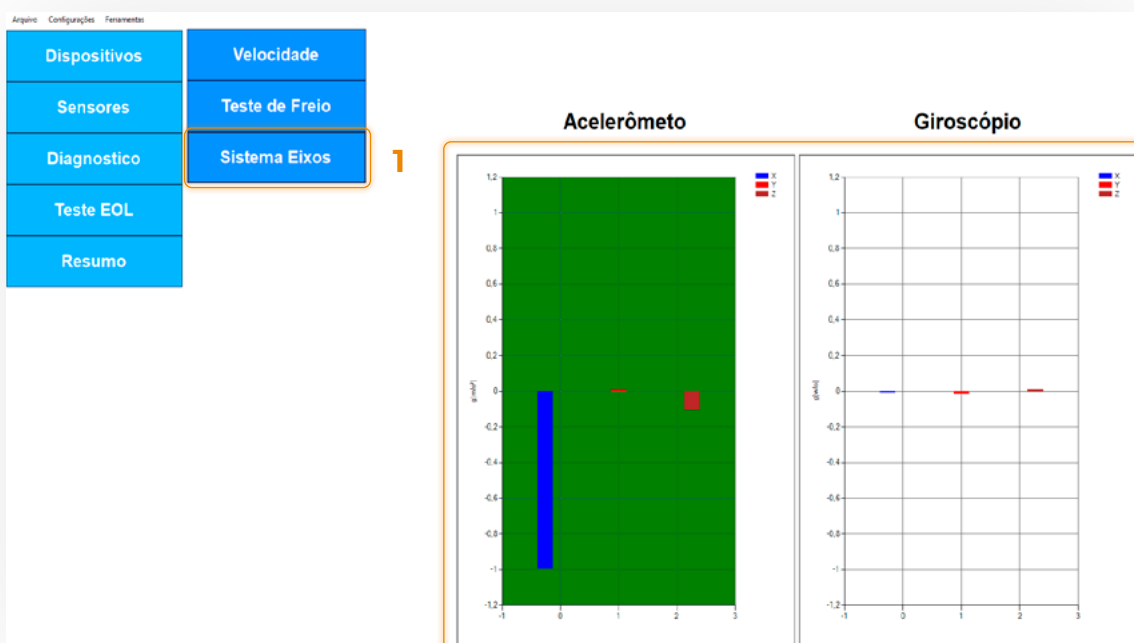 Arquivo Configurações Ferramentas
Dispositivos
Sensores
Diagnostico
Teste EOL
Resumo
Velocidade
Teste de Freio
Sistema Eixos
1
Acelerômeto
Giroscópio
X
Y
Z
1,2
1
0,8
0,6
0,4
0,2
0
-0,2
-0,4
-0,6
-0,8
-1
-1,2
-1 0 1 2 3
X
Y
Z
1,2
1
0,8
0,6
0,4
0,2
0
-0,2
-0,4
-0,6
-0,8
-1
-1,2
-1 0 1 2 3